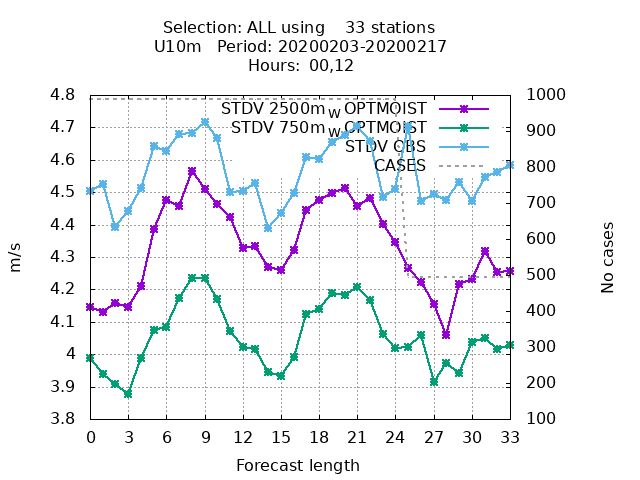 Selection: ALL using    33 stations
U10m   Period: 20200203-20200217
Hours:  00,12
STDV 2500m_W OPTMOIST
STDV 750m_W OPTMOIST
STDV OBS
CASES
4.8
4.7
4.6
4.5
4.4
4.3
4.2
4.1
4
3.9
3.8
m/s
1000
900
800
700
600
500
400
300
200
100
No cases
0 3 6 9 12 15 18 21 24 27 30 33
Forecast length